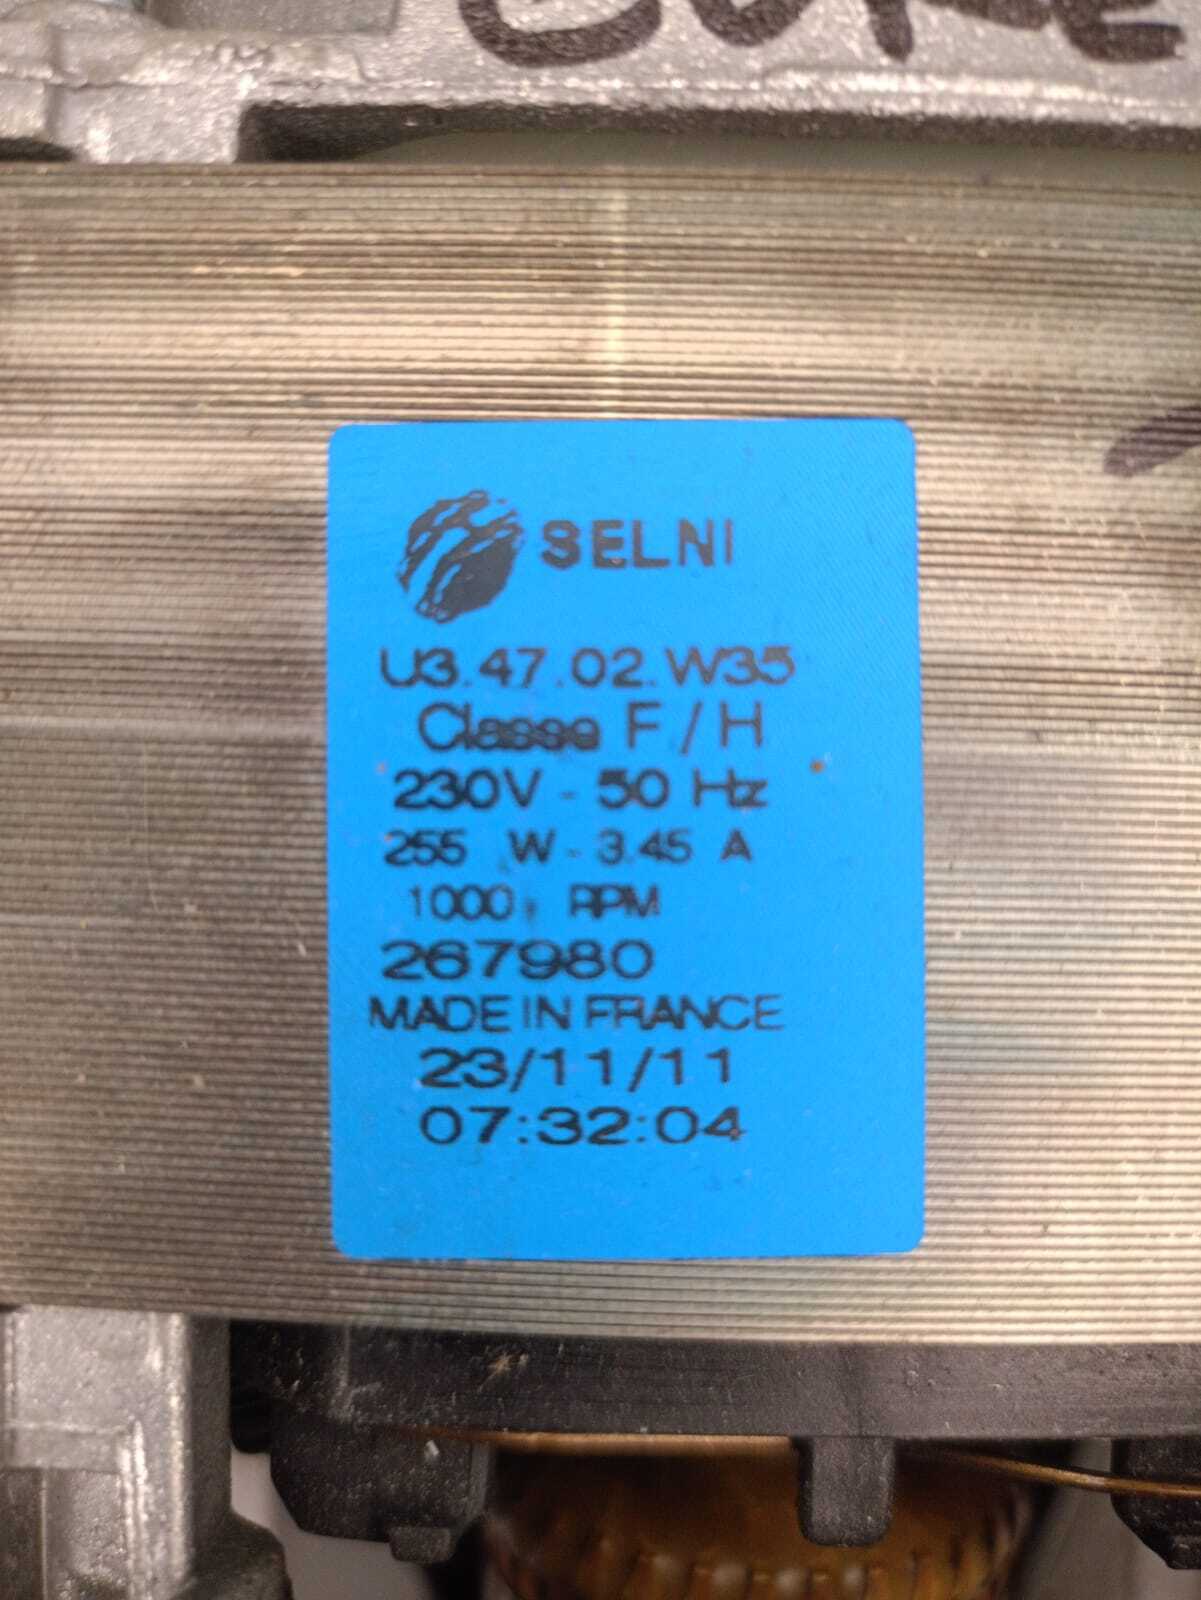 SELNI
U3.47.02.W35
Classe F / H
230V - 50 Hz
255 W - 3.45 A
1000 RPM
267980
MADE IN FRANCE
23/11/11
07:32:04